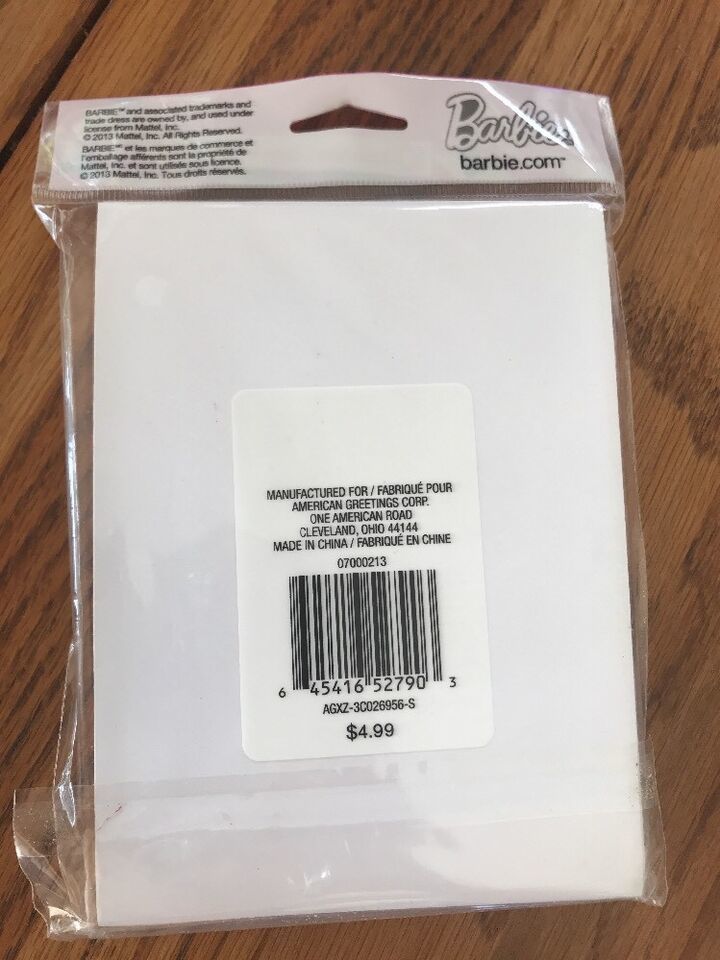 BARBIE™ and associated trademarks and
trade dress are owned by, and used under
license from Mattel, Inc.
© 2013 Mattel, Inc. All Rights Reserved.
BARBIE™ et les marques de commerce et
l'emballage afférents sont la propriété de
Mattel, Inc. et sont utilisés sous licence.
© 2013 Mattel, Inc. Tous droits réservés.
Barbie
barbie.com™
MANUFACTURED FOR / FABRIQUÉ POUR
AMERICAN GREETINGS CORP.
ONE AMERICAN ROAD
CLEVELAND, OHIO 44144
MADE IN CHINA / FABRIQUÉ EN CHINE
07000213
6 45416 52790 3
AGXZ-3C026956-S
$4.99